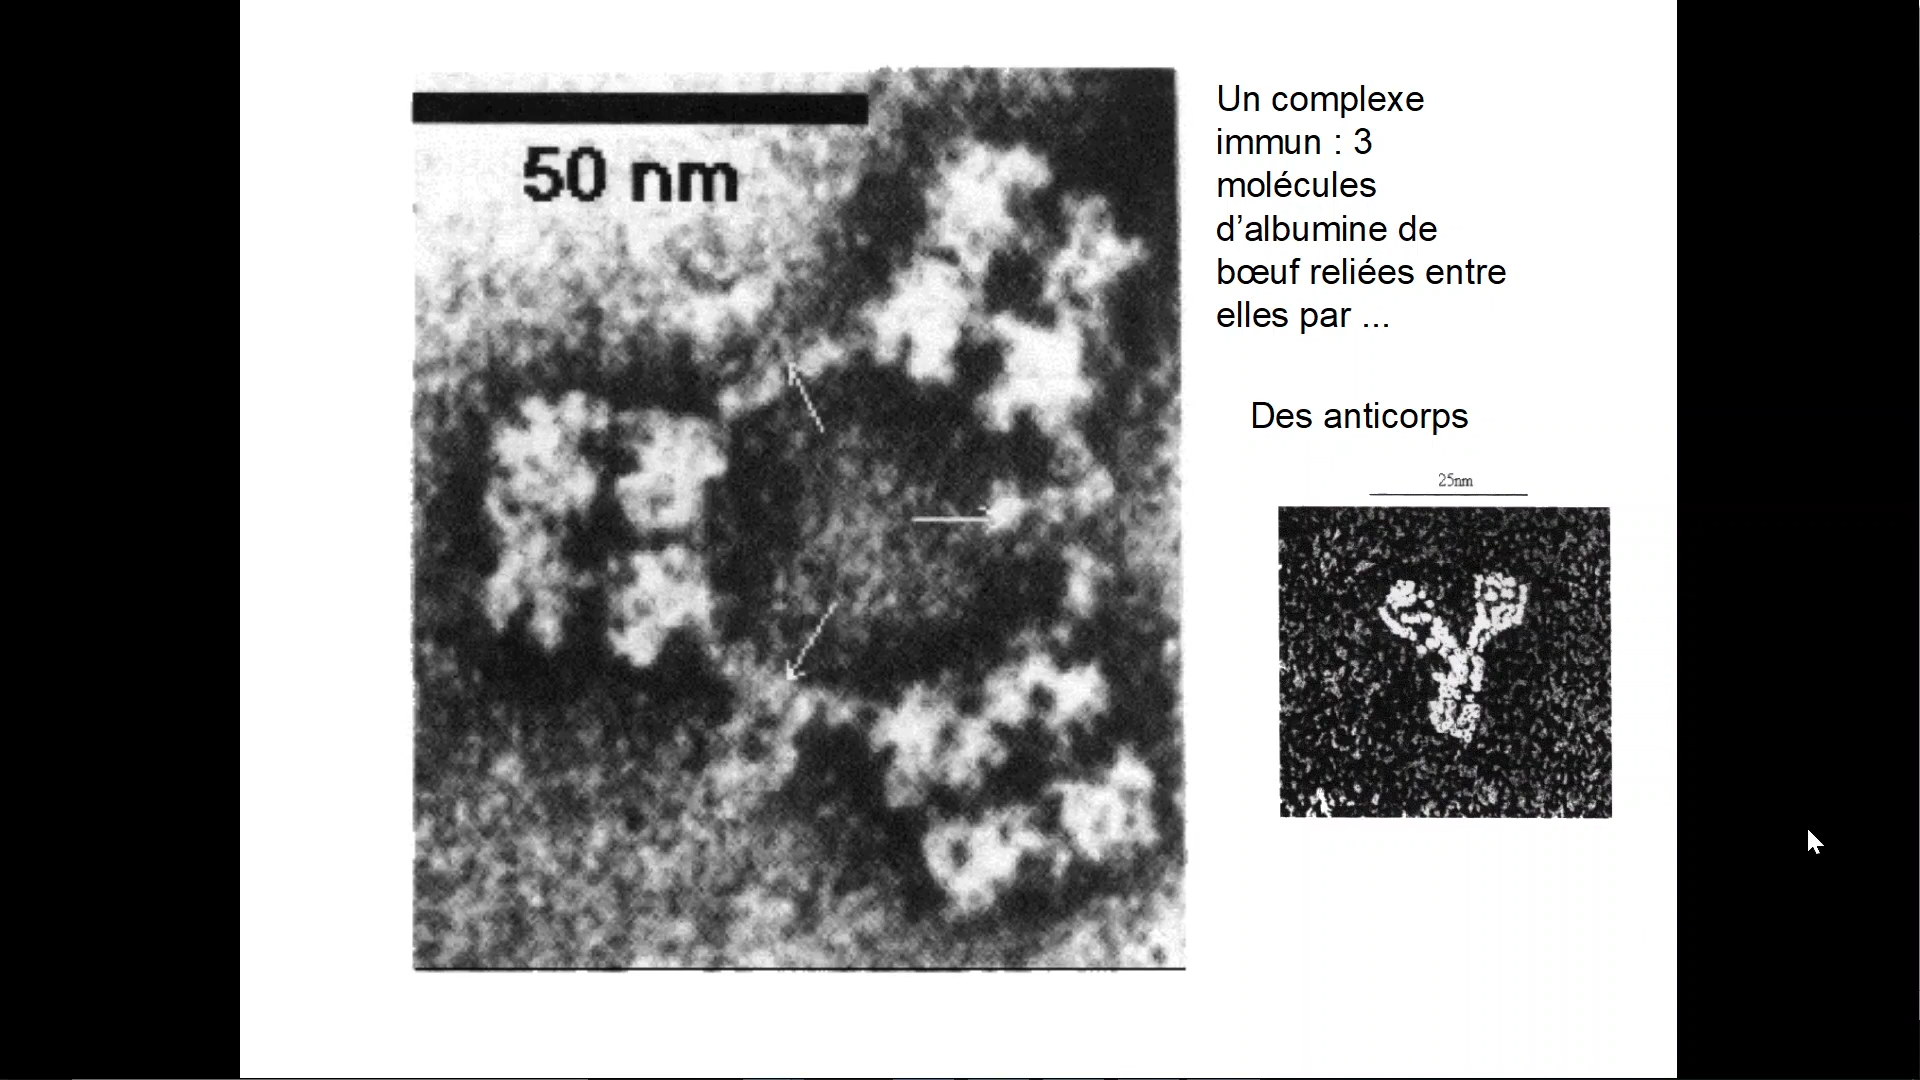 50 nm
Un complexe
immun : 3
molécules
d’albumine de
bœuf reliées entre
elles par ...
Des anticorps
25nm